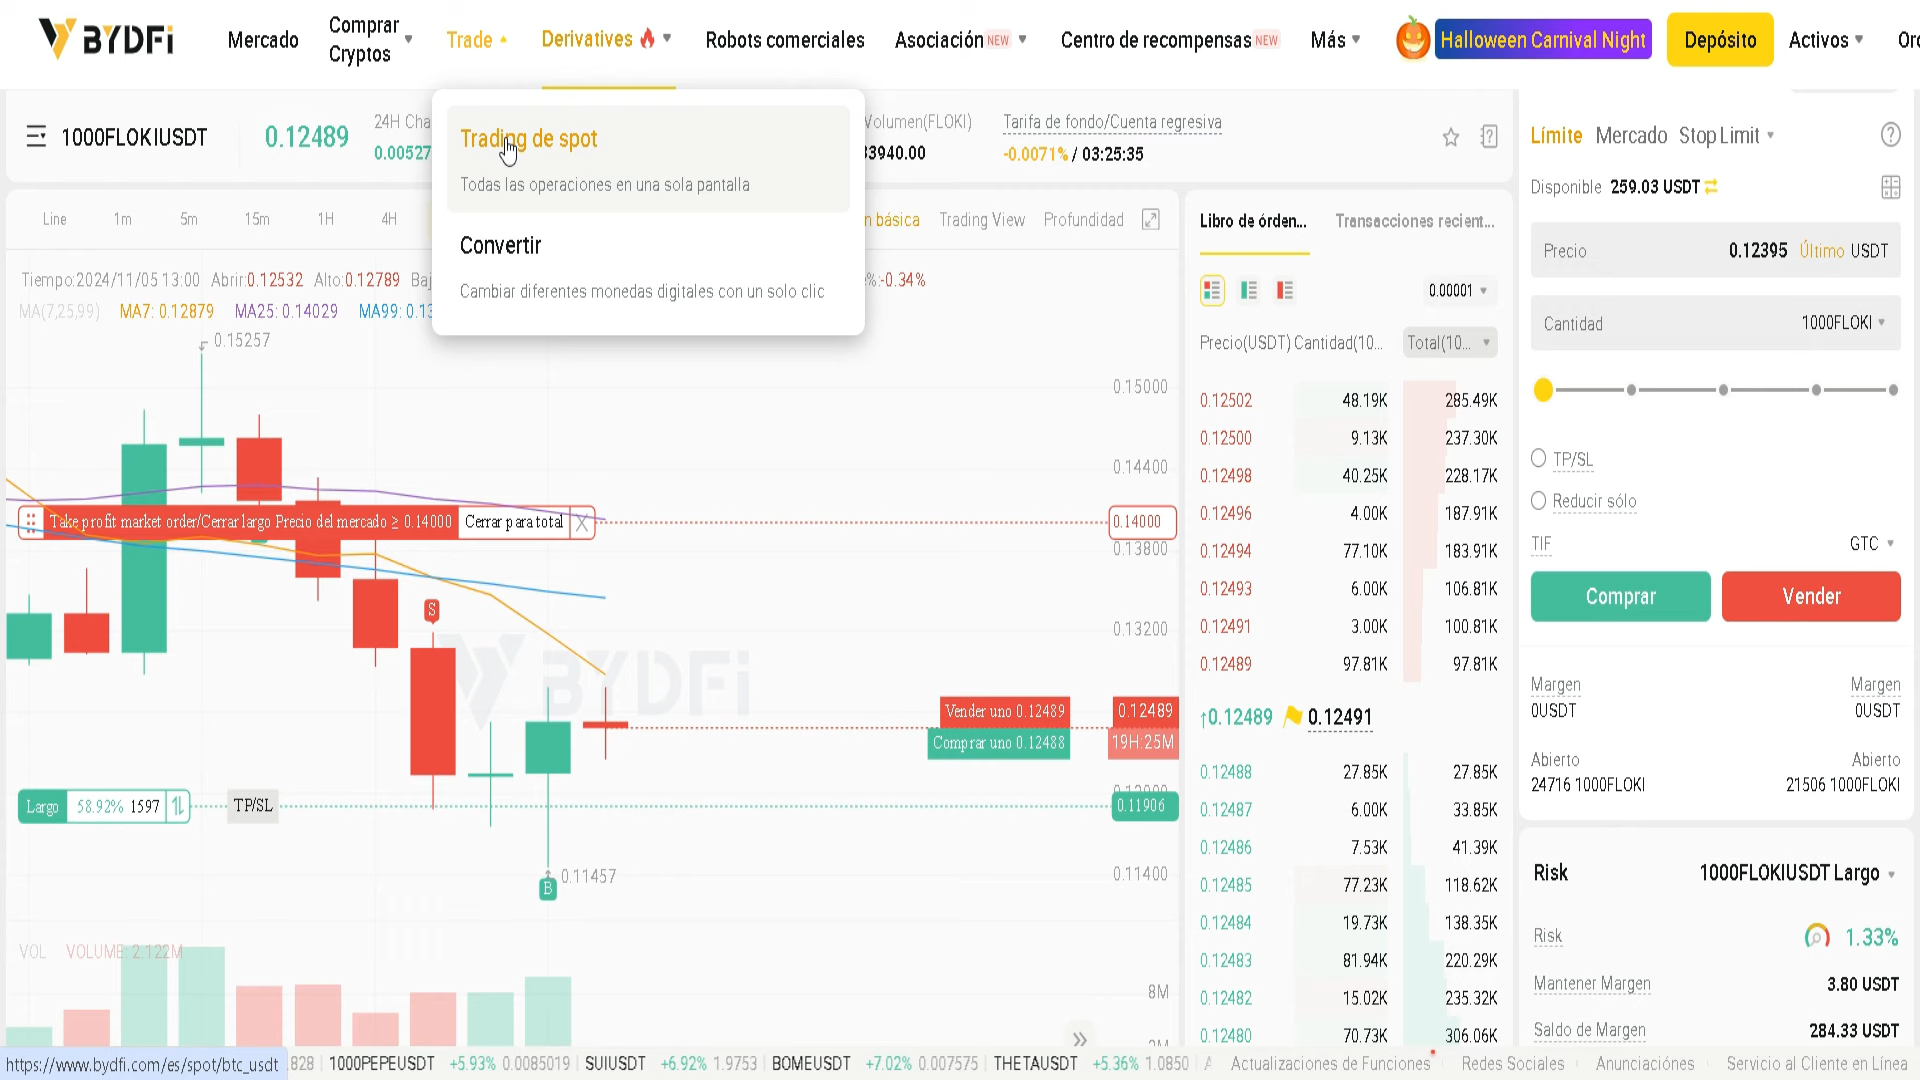 BYDFi
Mercado
Comprar
Criptos
Trade
Derivatives
Robots comerciales
Asociación NEW
Centro de recompensas NEW
Más
Halloween Carnival Night
Depósito
Activos
Orc
1000FLOKIUSDT
0.12489
24H Cha
0.00527
Volumen(FLOKI)
33940.00
Tarifa de fondo/Cuenta regresiva
-0.0071% / 03:25:35
Trading de spot
Todas las operaciones en una sola pantalla
Convertir
Cambiar diferentes monedas digitales con un solo clic
Line 1m 5m 15m 1H 4H
n básica Trading View Profundidad
Tiempo:2024/11/05 13:00 Abrir:0.12532 Alto:0.12789 Baj
%:-0.34%
MA(7,25,99) MA7: 0.12879 MA25: 0.14029 MA99: 0.13
0.15257
0.15000
0.14400
Take profit market order/Cerrar largo Precio del mercado ≥ 0.14000 Cerrar para total X
0.14000
0.13800
S
0.13200
BYDFi
Vender uno 0.12489
0.12489
Comprar uno 0.12488
19H:25M
Largo 58.92% 1597
TP/SL
0.11906
0.11457
B
0.11400
VOL VOLUME: 2.122M
8M
Libro de órden... Transacciones recient...
0.00001
Precio(USDT) Cantidad(10... Total(10...
0.12502 48.19K 285.49K
0.12500 9.13K 237.30K
0.12498 40.25K 228.17K
0.12496 4.00K 187.91K
0.12494 77.10K 183.91K
0.12493 6.00K 106.81K
0.12491 3.00K 100.81K
0.12489 97.81K 97.81K
↑0.12489 0.12491
0.12488 27.85K 27.85K
0.12487 6.00K 33.85K
0.12486 7.53K 41.39K
0.12485 77.23K 118.62K
0.12484 19.73K 138.35K
0.12483 81.94K 220.29K
0.12482 15.02K 235.32K
0.12480 70.73K 306.06K
Límite Mercado Stop Limit
Disponible 259.03 USDT
Precio 0.12395 Último USDT
Cantidad 1000FLOKI
TP/SL
Reducir sólo
TIF GTC
Comprar Vender
Margen Margen
0USDT 0USDT
Abierto Abierto
24716 1000FLOKI 21506 1000FLOKI
Risk 1000FLOKIUSDT Largo
Risk 1.33%
Mantener Margen 3.80 USDT
Saldo de Margen 284.33 USDT
https://www.bydfi.com/es/spot/btc_usdt
828 1000PEPEUSDT +5.93% 0.0085019 SUIUSDT +6.92% 1.9753 BOMEUSDT +7.02% 0.007575 THETAUSDT +5.36% 1.0850
Actualizaciones de Funciones Redes Sociales Anunciaciónes Servicio al Cliente en Línea